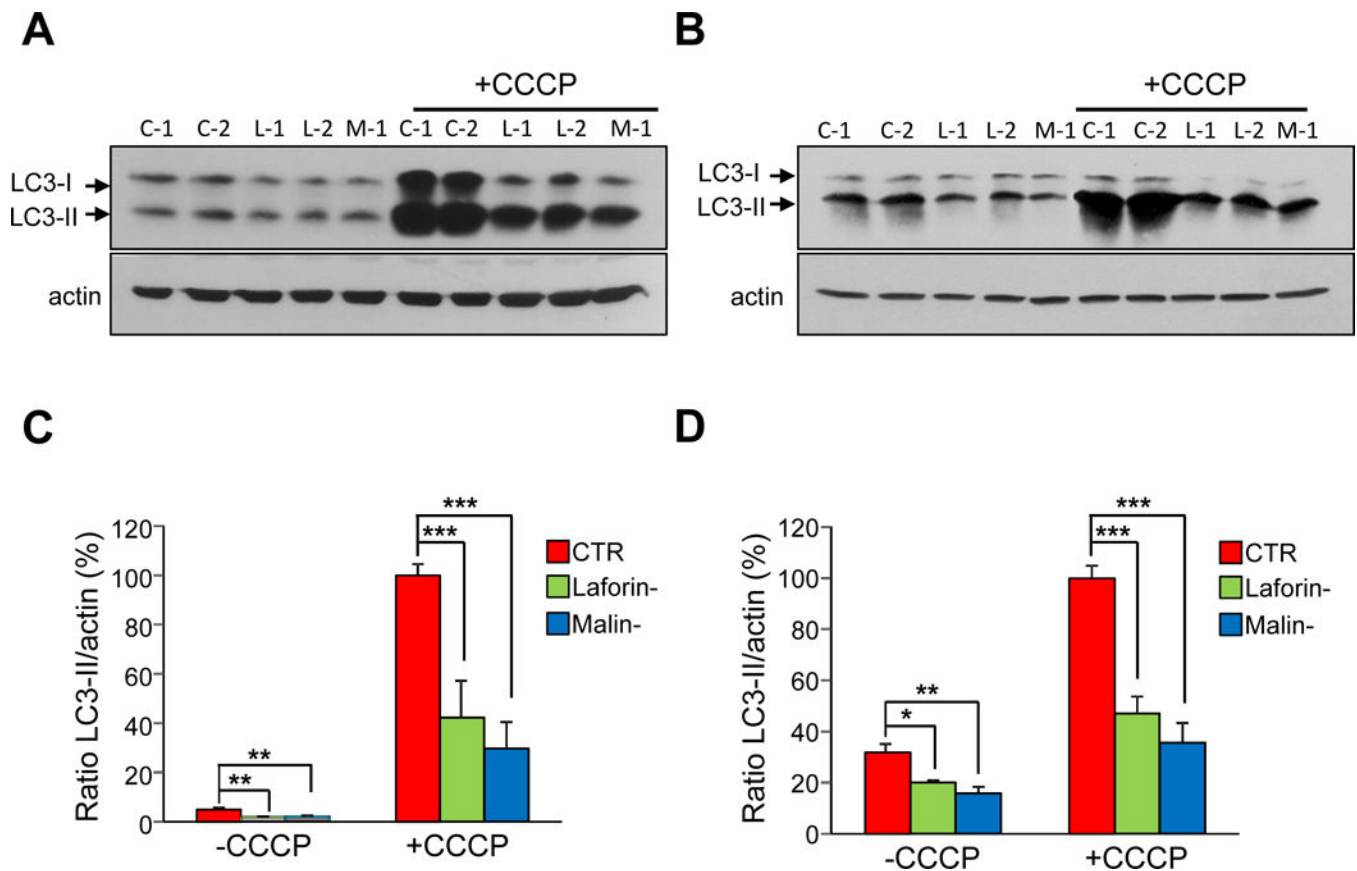 A
+CCCP
C-1 C-2 L-1 L-2 M-1 C-1 C-2 L-1 L-2 M-1
LC3-I
LC3-II
actin
B
+CCCP
C-1 C-2 L-1 L-2 M-1 C-1 C-2 L-1 L-2 M-1
LC3-I
LC3-II
actin
C
Ratio LC3-II/actin (%)
120
100
80
60
40
20
0
**
**
***
***
-CCCP
+CCCP
CTR
Laforin-
Malin-
D
Ratio LC3-II/actin (%)
120
100
80
60
40
20
0
**
*
***
***
-CCCP
+CCCP
CTR
Laforin-
Malin-